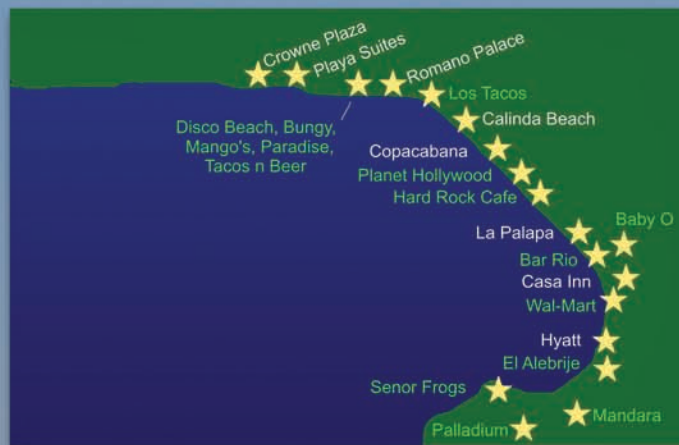 Crowne Plaza
Playa Suites
Romano Palace
Los Tacos
Disco Beach, Bungy,
Mango's, Paradise,
Tacos n Beer
Calinda Beach
Copacabana
Planet Hollywood
Hard Rock Cafe
La Palapa
Baby O
Bar Rio
Casa Inn
Wal-Mart
Hyatt
El Alebrije
Senor Frogs
Mandara
Palladium